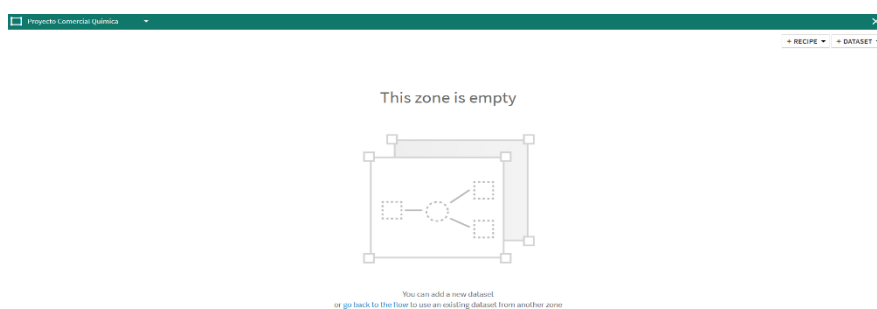 Proyecto Comercial Química
+ RECIPE
+ DATASET
This zone is empty
You can add a new dataset
or go back to the flow to use an existing dataset from another zone